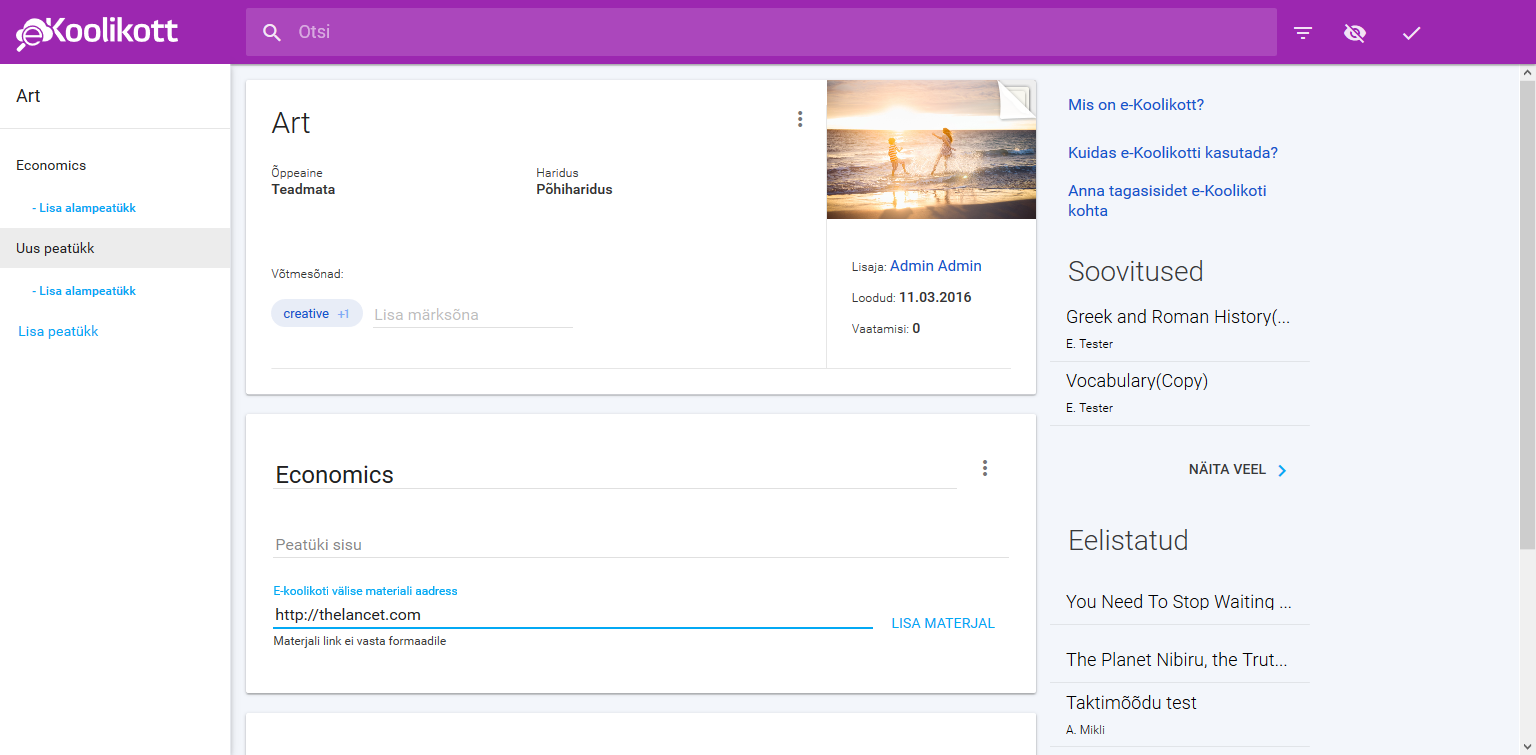 eKoolikott
Otsi
Art
Economics
- Lisa alampeatükk
Uus peatükk
- Lisa alampeatükk
Lisa peatükk
Art
Õppeaine
Teadmata
Haridus
Põhiharidus
Võtmesõnad:
creative +1
Lisa märksõna
Lisaja: Admin Admin
Loodud: 11.03.2016
Vaatamisi: 0
Economics
Peatüki sisu
E-koolikoti välise materiali aadress
http://thelancet.com
LISA MATERJAL
Materjali link ei vasta formaadile
Mis on e-Koolikott?
Kuidas e-Koolikotti kasutada?
Anna tagasisidet e-Koolikoti
kohta
Soovitused
Greek and Roman History(...
E. Tester
Vocabulary(Copy)
E. Tester
NÄITA VEEL
Eelistatud
You Need To Stop Waiting ...
The Planet Nibiru, the Trut...
Taktimõõdu test
A. Mikli